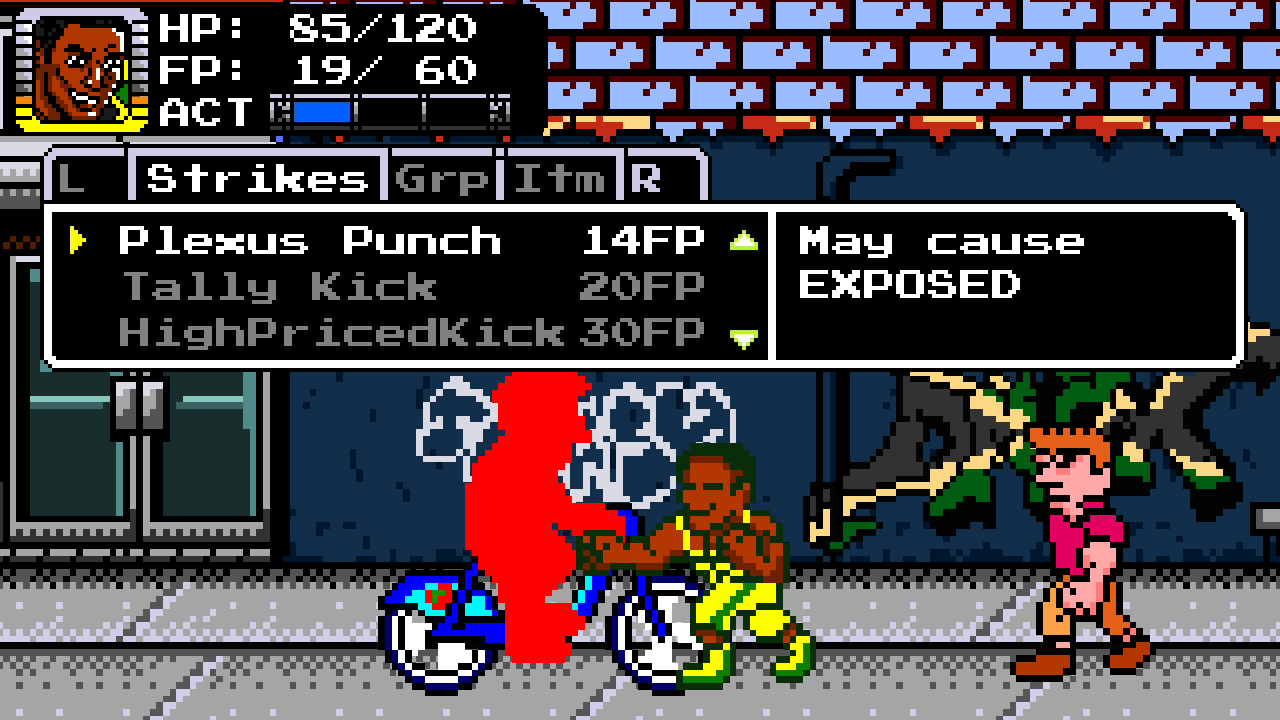 HP: 85/120
FP: 19/ 60
ACT
L Strikes Grp Itm R
Plexus Punch 14FP
Tally Kick 20FP
HighPricedKick 30FP
May cause
EXPOSED